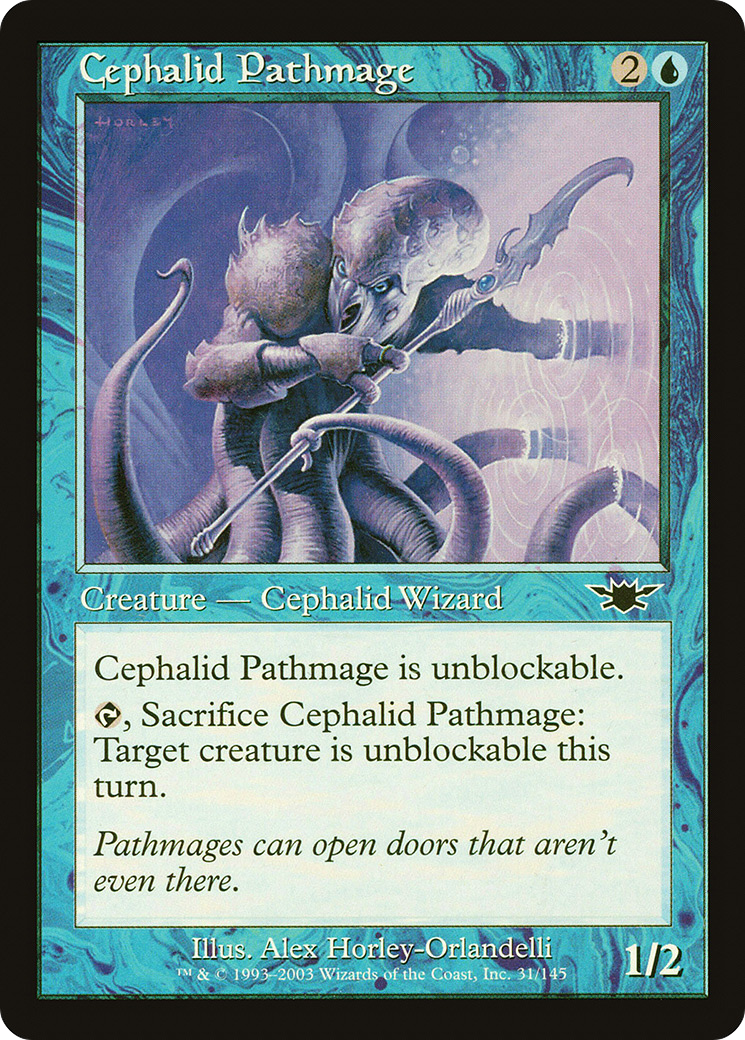 Cephalid Pathmage
2
HORLEY
Creature — Cephalid Wizard
Cephalid Pathmage is unblockable.
, Sacrifice Cephalid Pathmage:
Target creature is unblockable this
turn.
Pathmages can open doors that aren't
even there.
Illus. Alex Horley-Orlandelli
™ & © 1993–2003 Wizards of the Coast, Inc. 31/145
1/2